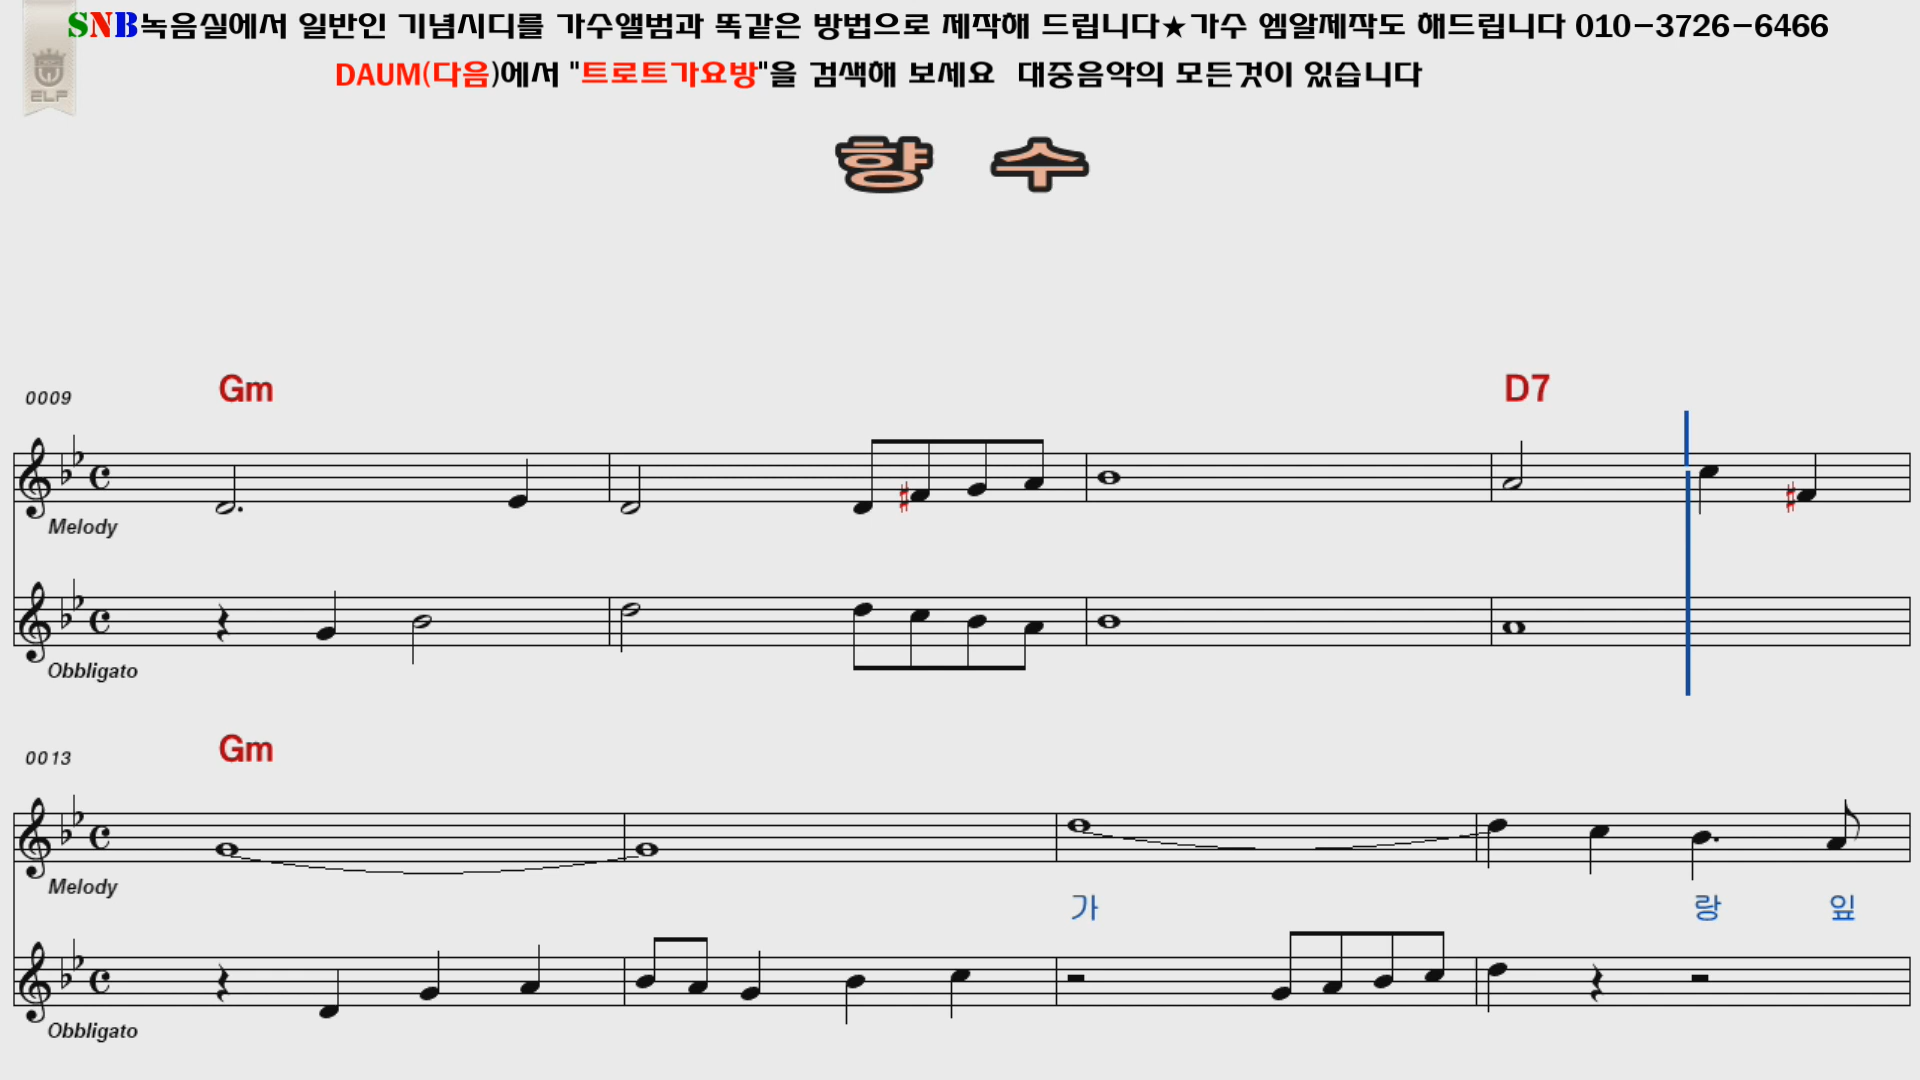 SNB녹음실에서 일반인 기념시디를 가수앨범과 똑같은 방법으로 제작해 드립니다★가수 엠알제작도 해드립니다 010-3726-6466
ELF
DAUM(다음)에서 "트로트가요방"을 검색해 보세요 대중음악의 모든것이 있습니다
향 수
0009 Gm D7
Melody
Obbligato
0013 Gm
Melody
가 랑 잎
Obbligato